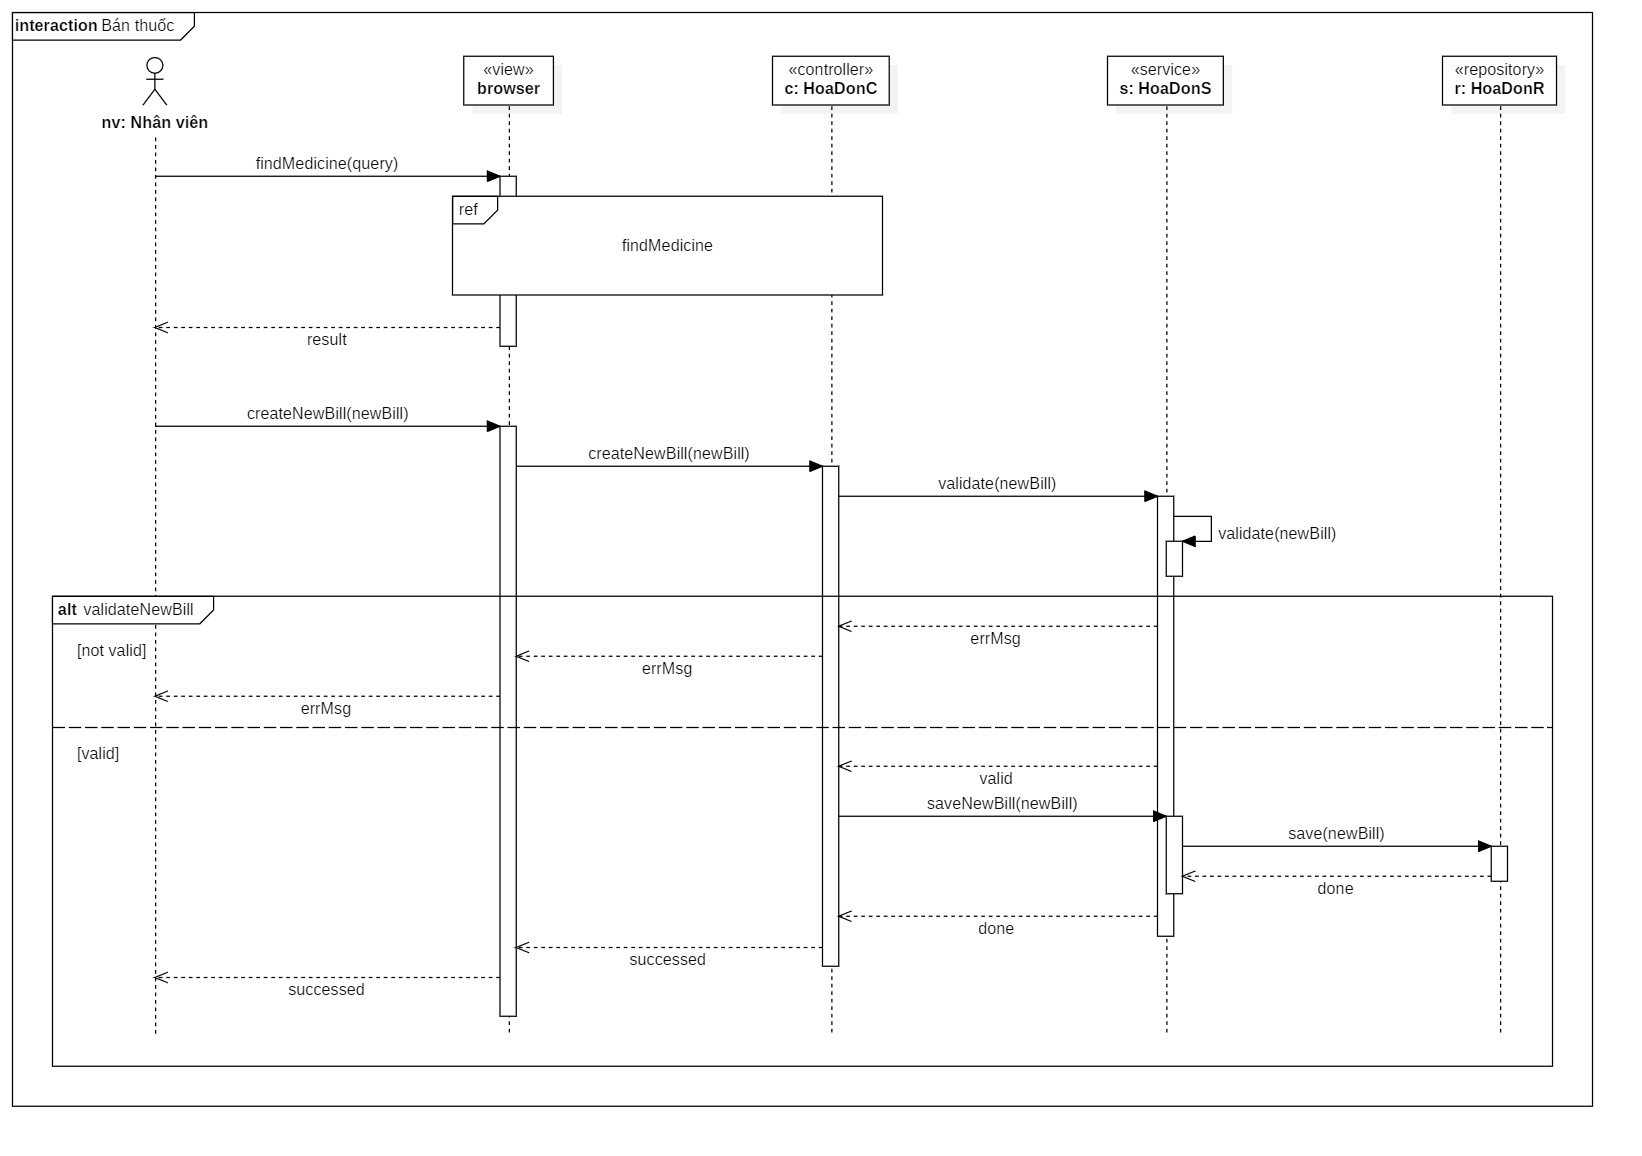 interaction Bán thuốc
«view»
browser
«controller»
c: HoaDonC
«service»
s: HoaDonS
«repository»
r: HoaDonR
nv: Nhân viên
findMedicine(query)
ref
findMedicine
result
createNewBill(newBill)
createNewBill(newBill)
validate(newBill)
validate(newBill)
alt validateNewBill
errMsg
[not valid]
errMsg
errMsg
[valid]
valid
saveNewBill(newBill)
save(newBill)
done
done
successed
successed